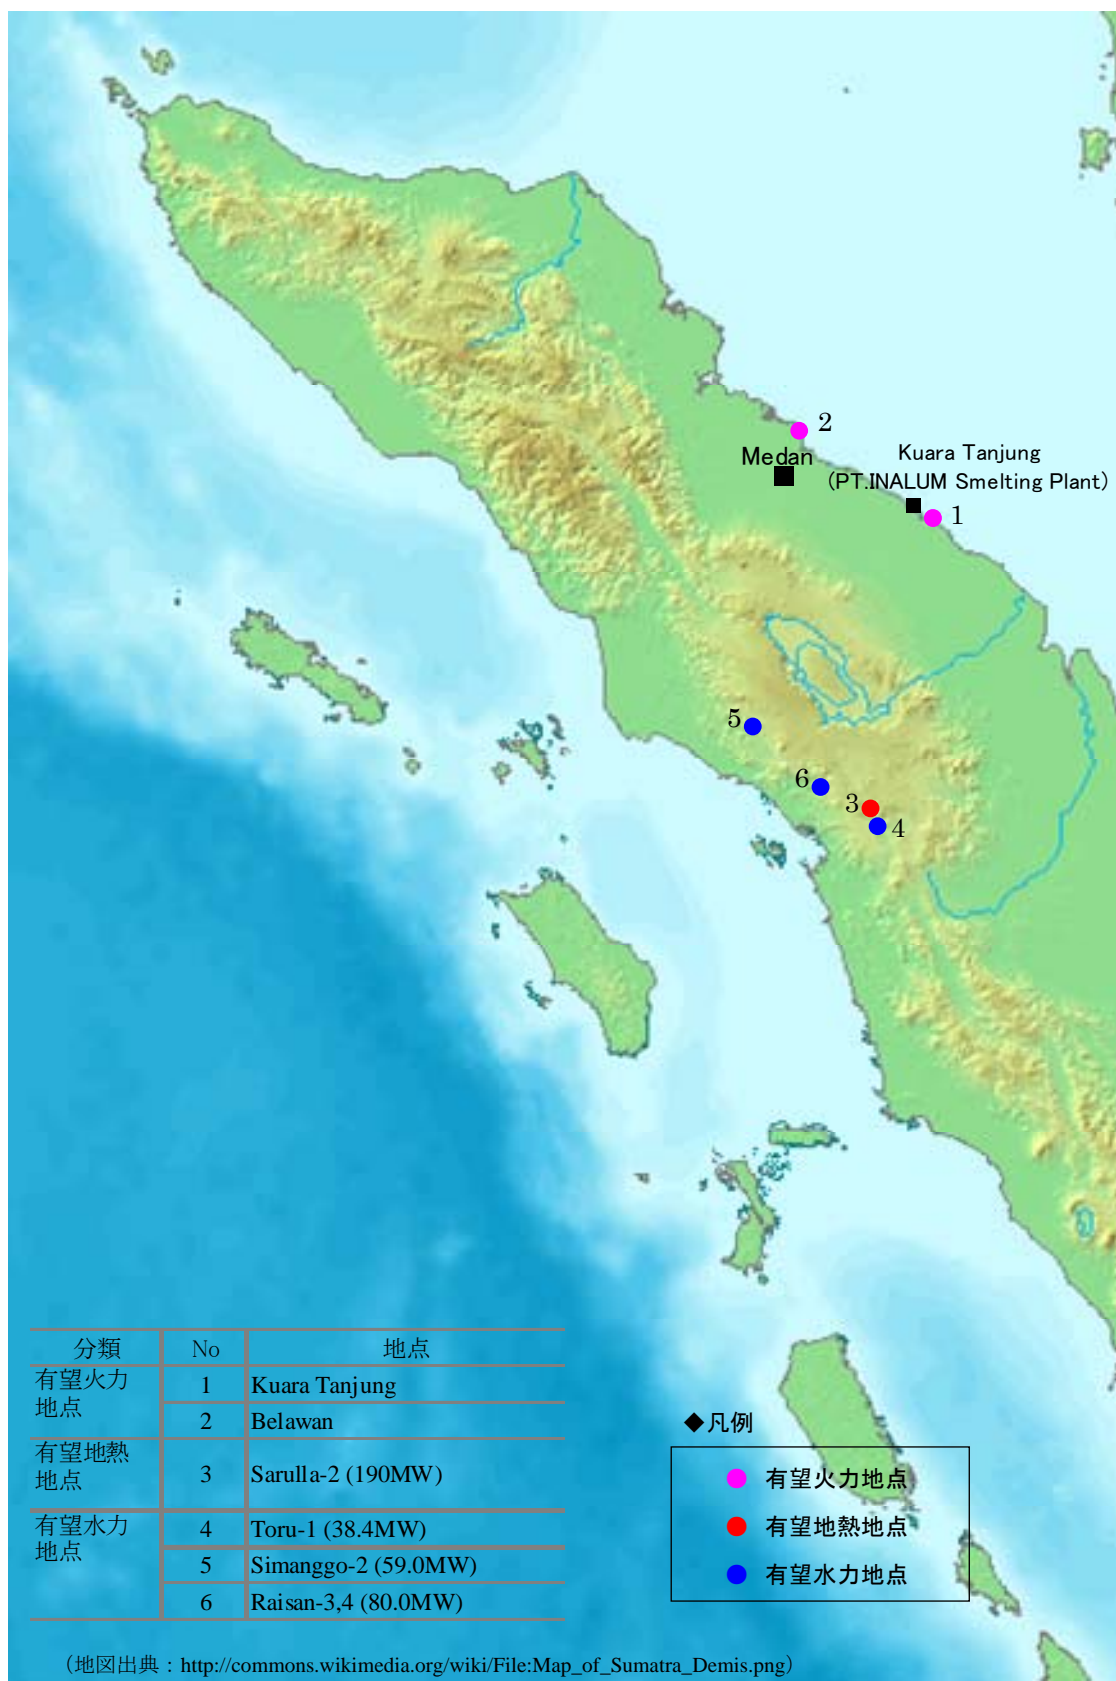 2
Medan
Kuara Tanjung
(PT.INALUM Smelting Plant)
1
5
6
3
4
分類 No 地点
有望火力
地点
1 Kuara Tanjung
2 Belawan
有望地熱
地点
3 Sarulla-2 (190MW)
有望水力
地点
4 Toru-1 (38.4MW)
5 Simanggo-2 (59.0MW)
6 Raisan-3,4 (80.0MW)
◆凡例
有望火力地点
有望地熱地点
有望水力地点
(地図出典：http://commons.wikimedia.org/wiki/File:Map_of_Sumatra_Demis.png)